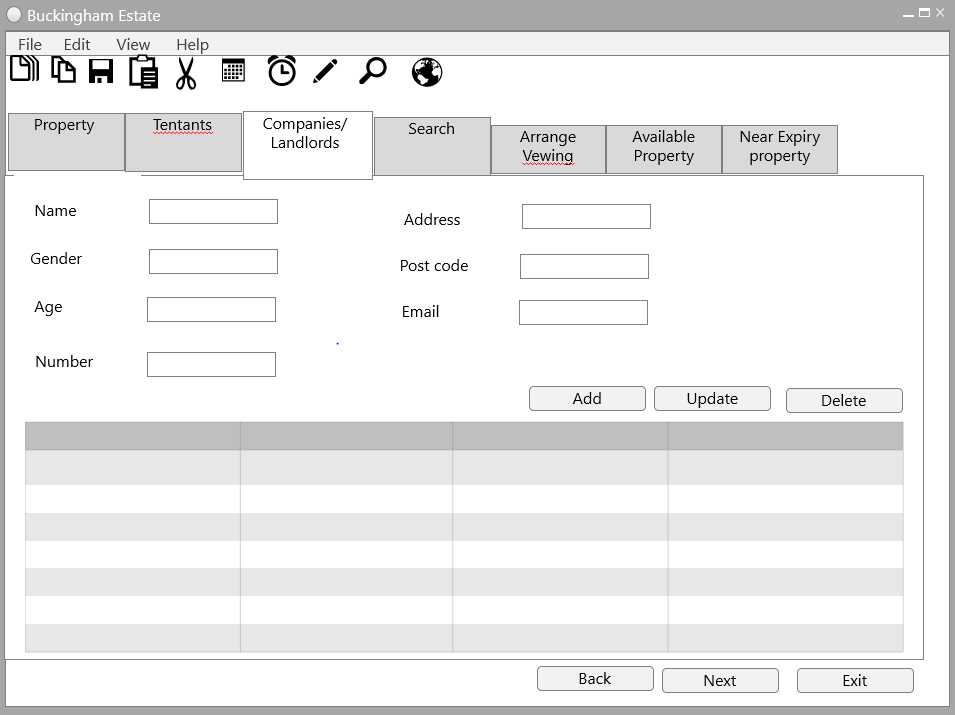 Buckingham Estate
File Edit View Help
Property
Tentants
Companies/
Landlords
Search
Arrange
Vewing
Available
Property
Near Expiry
property
Name
Address
Gender
Post code
Age
Email
Number
Add Update Delete
Back Next Exit